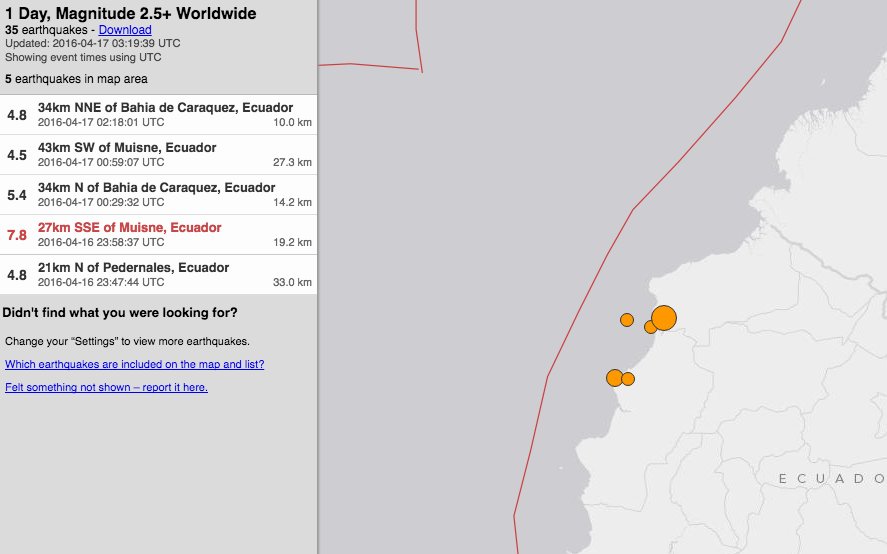 1 Day, Magnitude 2.5+ Worldwide
35 earthquakes - Download
Updated: 2016-04-17 03:19:39 UTC
Showing event times using UTC
5 earthquakes in map area
4.8 34km NNE of Bahia de Caraquez, Ecuador
2016-04-17 02:18:01 UTC 10.0 km
4.5 43km SW of Muisne, Ecuador
2016-04-17 00:59:07 UTC 27.3 km
5.4 34km N of Bahia de Caraquez, Ecuador
2016-04-17 00:29:32 UTC 14.2 km
7.8 27km SSE of Muisne, Ecuador
2016-04-16 23:58:37 UTC 19.2 km
4.8 21km N of Pedernales, Ecuador
2016-04-16 23:47:44 UTC 33.0 km
Didn't find what you were looking for?
Change your “Settings” to view more earthquakes.
Which earthquakes are included on the map and list?
Felt something not shown – report it here.
ECUADO